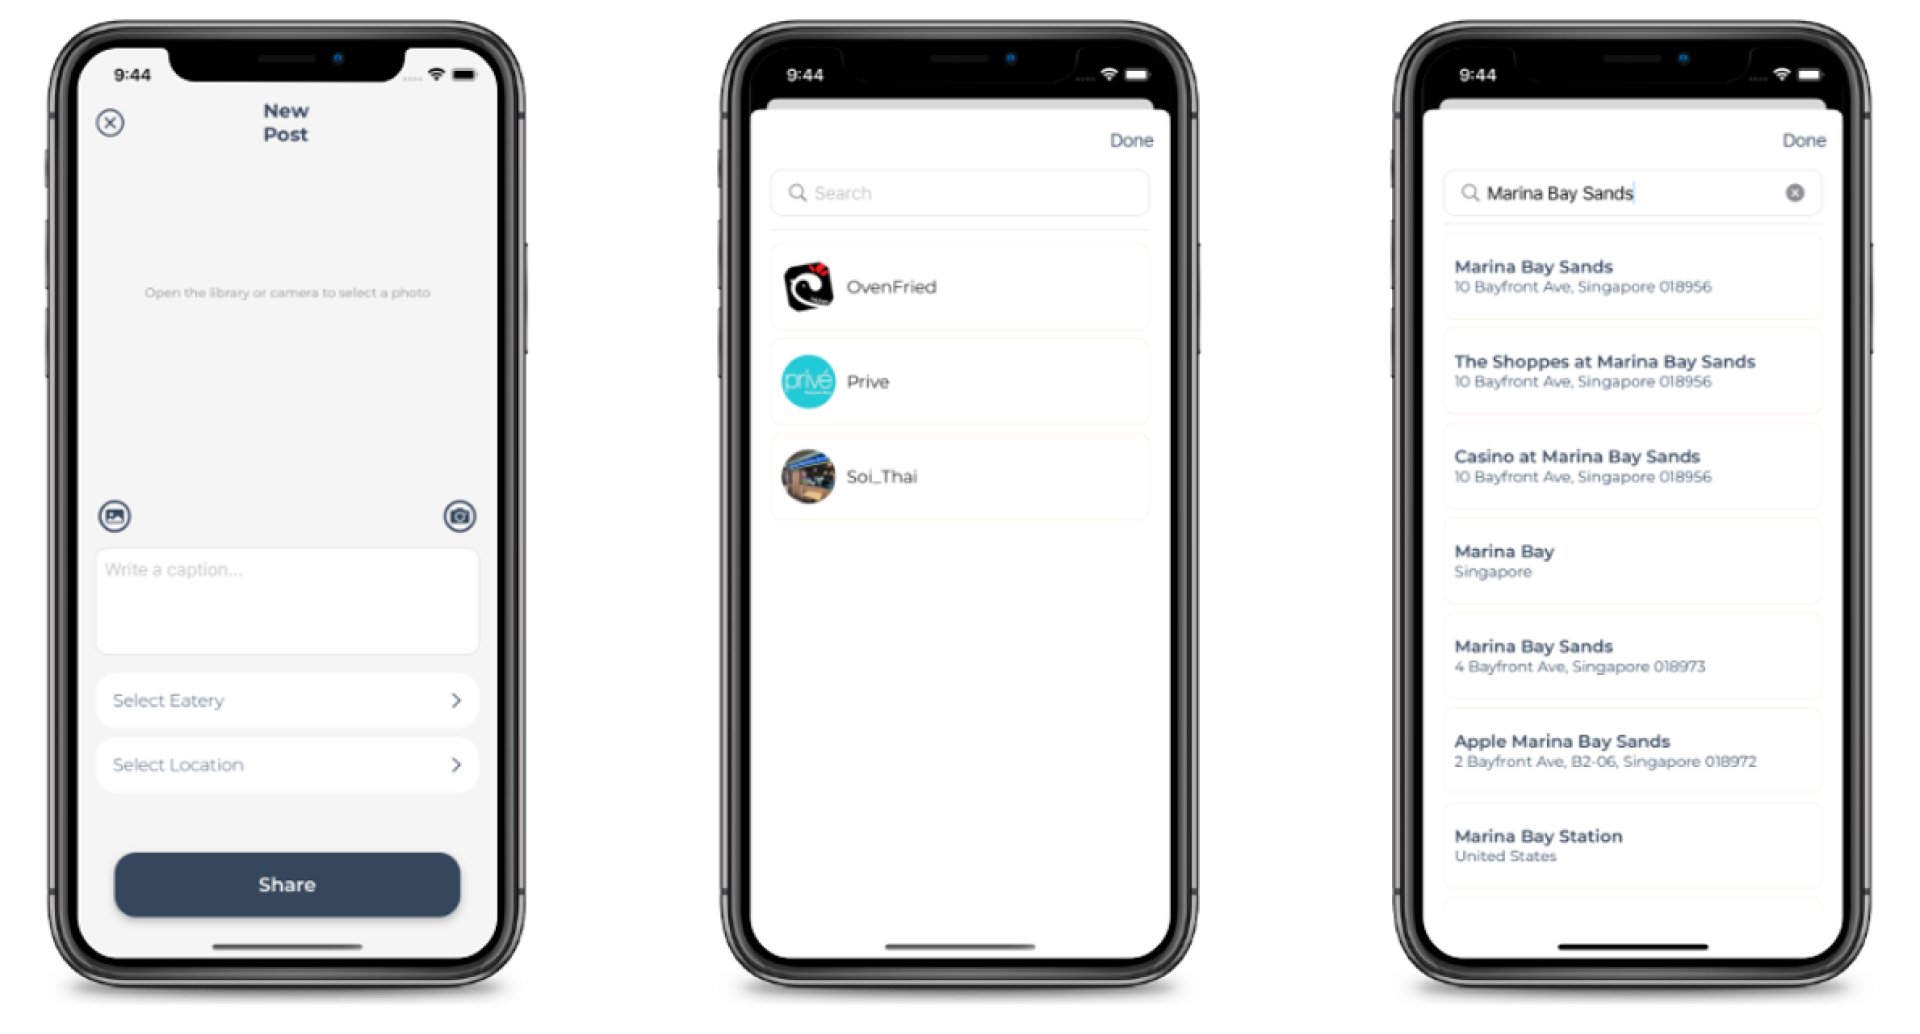 9:44
New
Post
Open the library or camera to select a photo
Write a caption...
Select Eatery
Select Location
Share
9:44
Done
Search
OvenFried
privé
Prive
Soi_Thai
9:44
Done
Marina Bay Sands
Marina Bay Sands
10 Bayfront Ave, Singapore 018956
The Shoppes at Marina Bay Sands
10 Bayfront Ave, Singapore 018956
Casino at Marina Bay Sands
10 Bayfront Ave, Singapore 018956
Marina Bay
Singapore
Marina Bay Sands
4 Bayfront Ave, Singapore 018973
Apple Marina Bay Sands
2 Bayfront Ave, B2-06, Singapore 018972
Marina Bay Station
United States